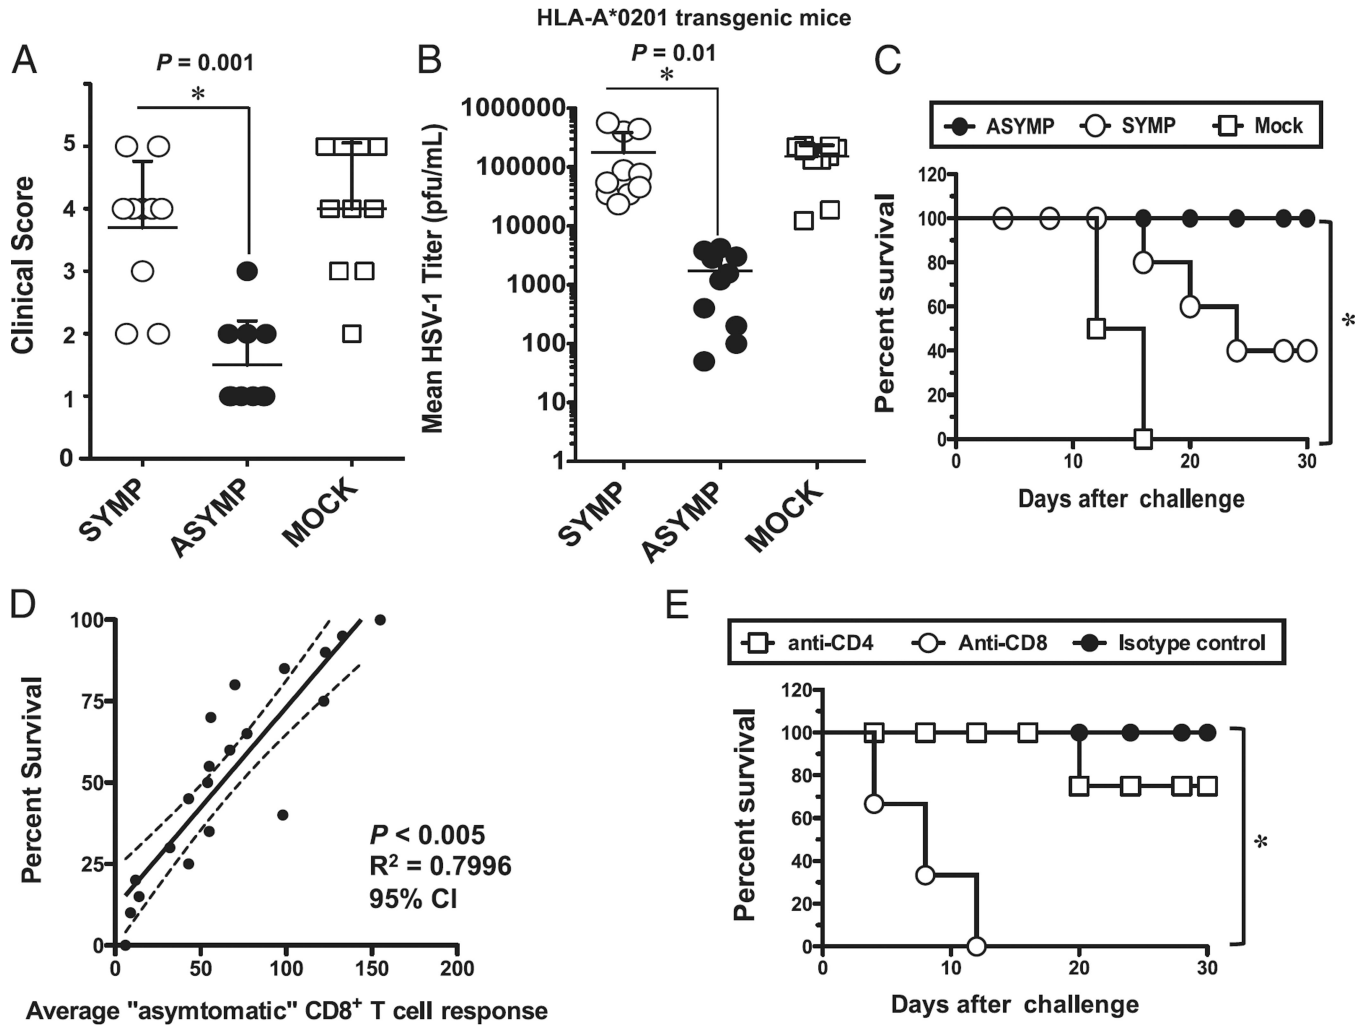 HLA-A*0201 transgenic mice
A
P = 0.001
*
Clinical Score
5
4
3
2
1
0
SYMP
ASYMP
MOCK
B
P = 0.01
*
Mean HSV-1 Titer (pfu/mL)
1000000
100000
10000
1000
100
10
1
SYMP
ASYMP
MOCK
C
ASYMP SYMP Mock
Percent survival
120
100
80
60
40
20
0
0 10 20 30
*
Days after challenge
D
Percent Survival
100
75
50
25
0
P < 0.005
R² = 0.7996
95% CI
0 50 100 150 200
Average "asymtomatic" CD8⁺ T cell response
E
anti-CD4 Anti-CD8 Isotype control
Percent survival
120
100
80
60
40
20
0
0 10 20 30
*
Days after challenge